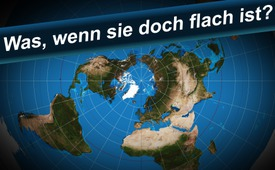 Was, wenn sie doch flach ist?